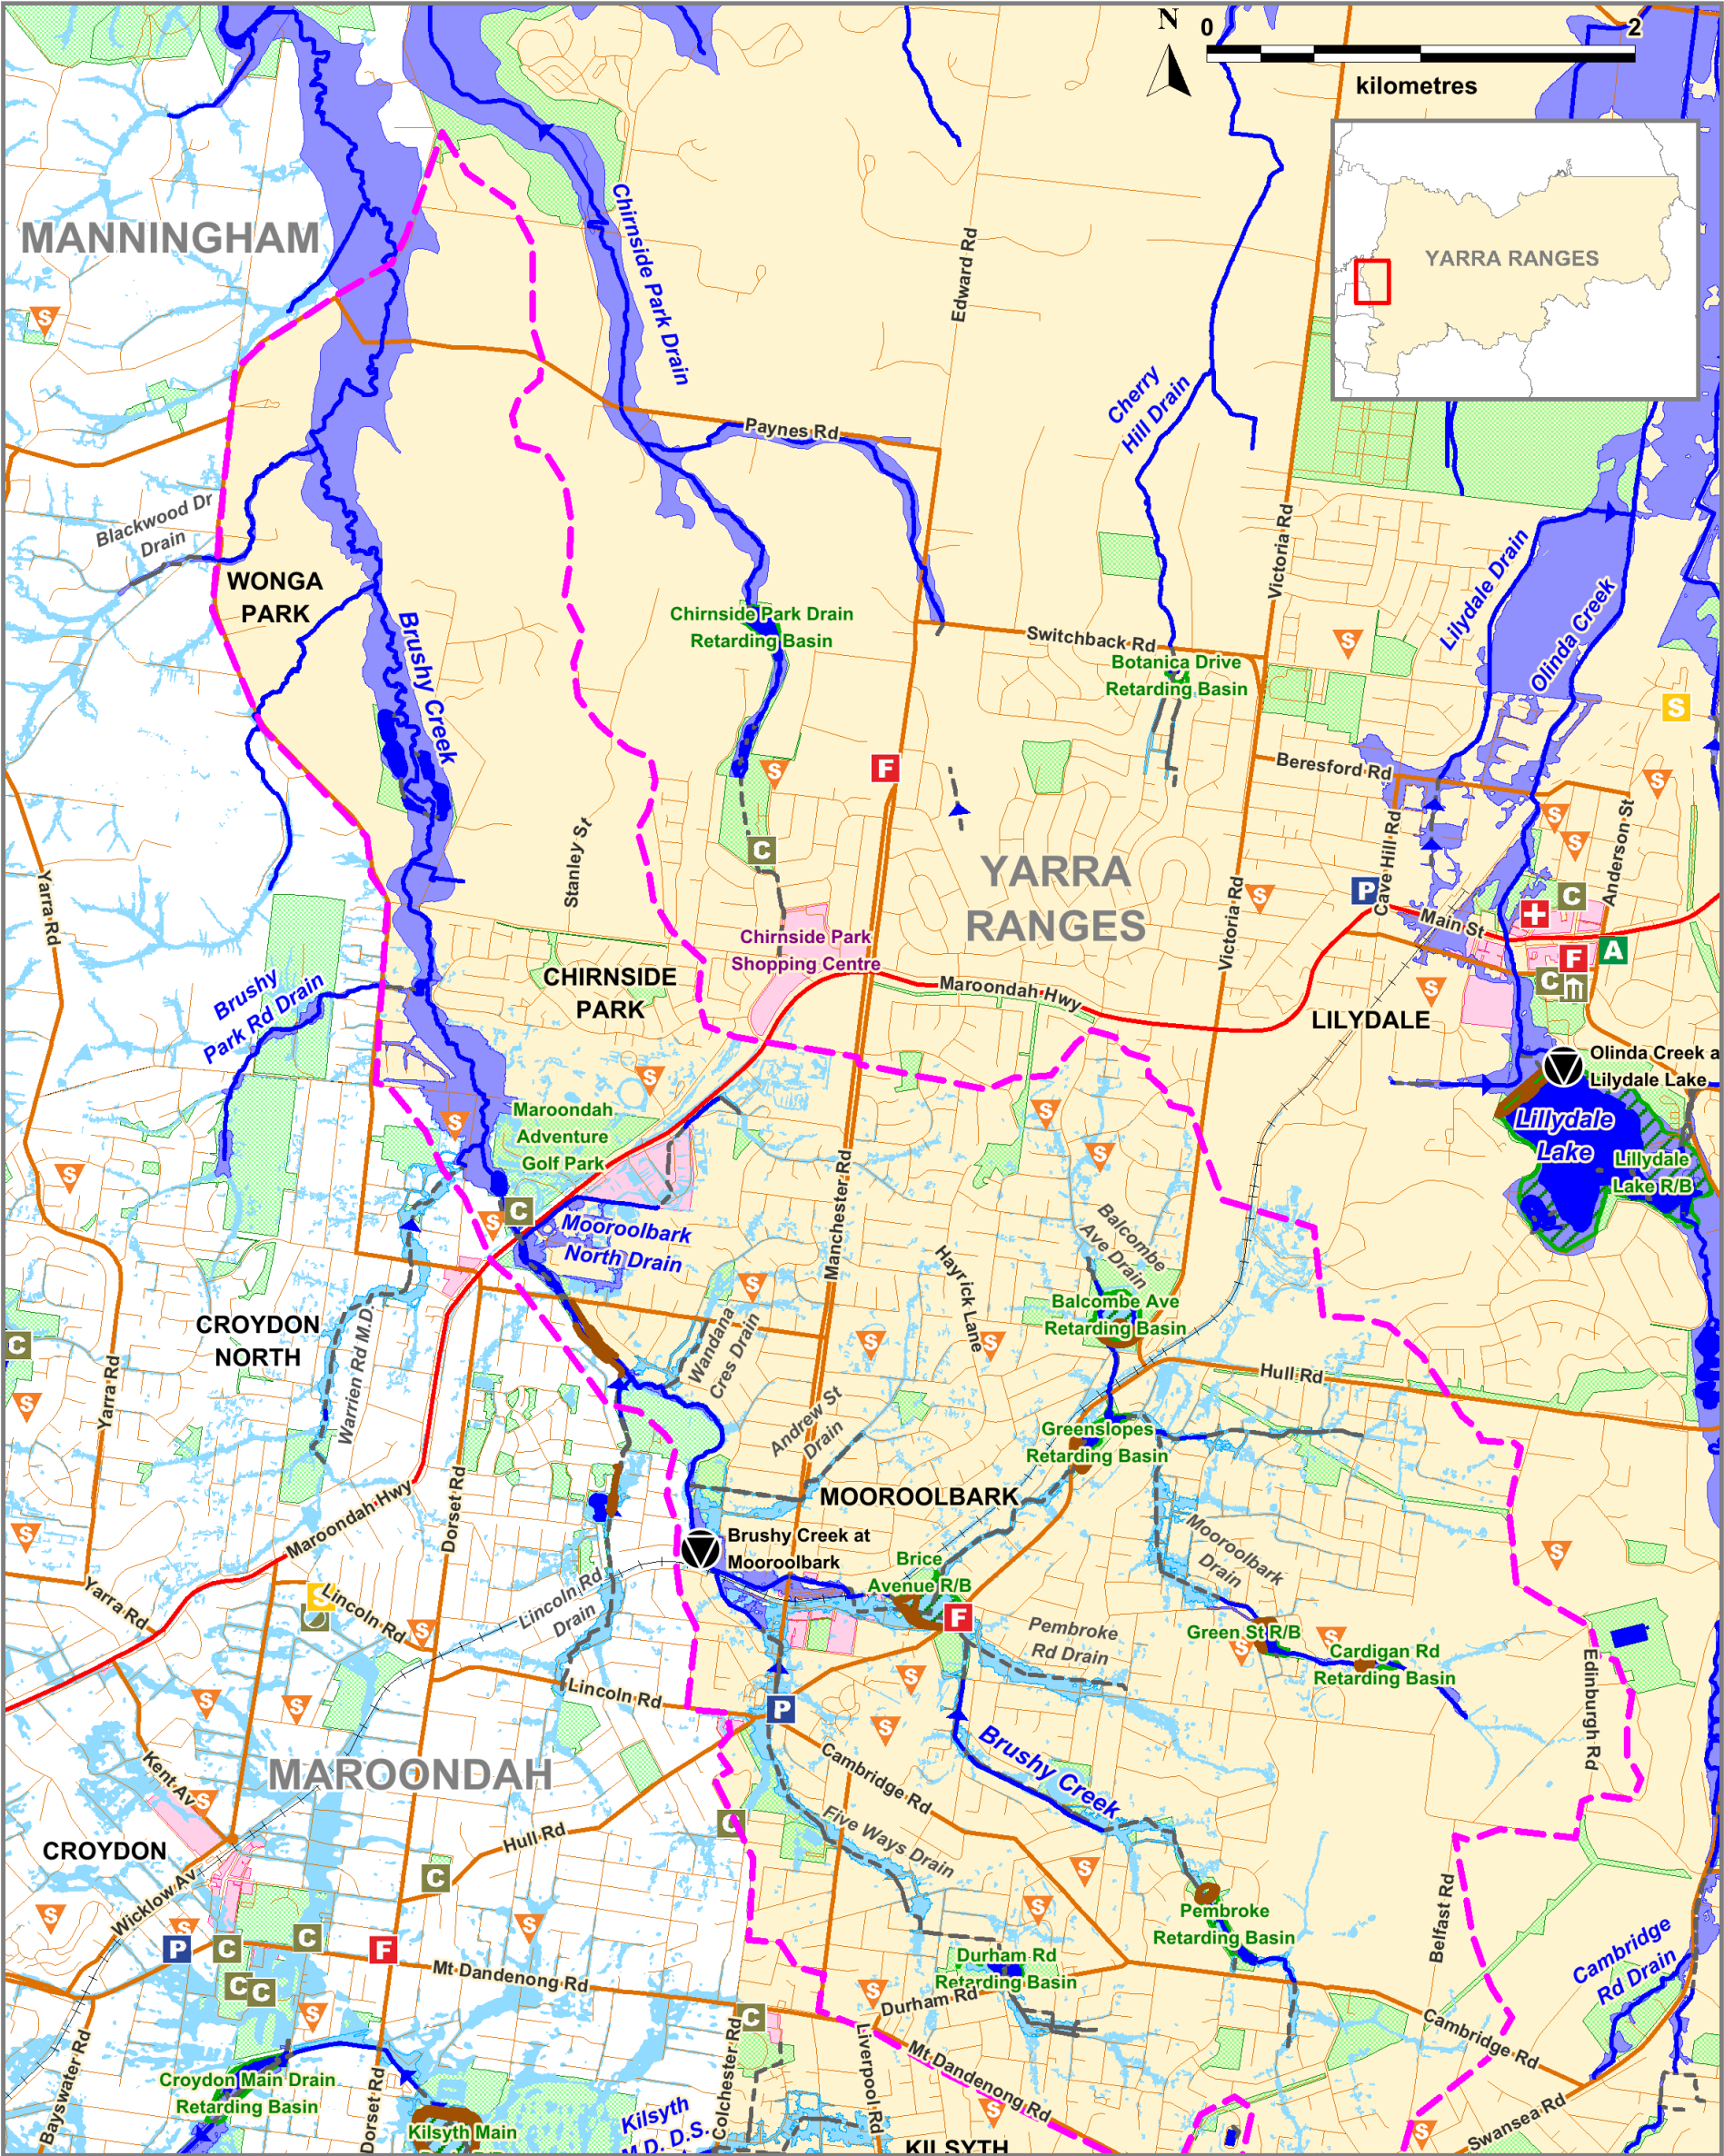 N
0
2
kilometres
YARRA RANGES
MANNINGHAM
Chirnside Park Drain
Edward Rd
Cherry
Hill Drain
Paynes Rd
Blackwood Dr
Drain
WONGA
PARK
Brushy Creek
Chirnside Park Drain
Retarding Basin
Switchback Rd
Botanica Drive
Retarding Basin
Victoria Rd
Lilydale Drain
Olinda Creek
S
S
S
Beresford Rd
S
S
F
S
S
C
Stanley St
YARRA
RANGES
Cave Hill Rd
Anderson St
Yarra Rd
Victoria Rd
S
P
C
Main St
F
A
C
S
Chirnside Park
Shopping Centre
CHIRNSIDE
PARK
Maroondah Hwy
LILYDALE
Brushy
Park Rd Drain
Olinda Creek a
Lilydale Lake
Lillydale
Lake
Lillydale
Lake R/B
S
S
S
S
S
Maroondah
Adventure
Golf Park
C
S
Mooroolbark
North Drain
Manchester Rd
Balcombe
Ave Drain
Hayrick Lane
Balcombe Ave
Retarding Basin
CROYDON
NORTH
C
Warrien Rd M.D.
Wandana
Cres Drain
S
S
S
S
Hull Rd
Yarra Rd
Andrew St
Drain
Greenslopes
Retarding Basin
MOOROOLBARK
Maroondah Hwy
Dorset Rd
S
Brushy Creek at
Mooroolbark
Mooroolbark
Drain
S
Brice
Avenue R/B
F
Yarra Rd
S
Lincoln Rd
S
Lincoln Rd
Drain
Pembroke
Rd Drain
Green St R/B
S
S
Cardigan Rd
Retarding Basin
Edinburgh Rd
Lincoln Rd
P
S
S
S
S
MAROONDAH
Kent Av
S
Brushy Creek
Cambridge Rd
Five Ways Drain
C
CROYDON
Hull Rd
C
Wicklow Av
S
S
S
S
S
P
C
C
F
Mt Dandenong Rd
C
C
S
Pembroke
Retarding Basin
Belfast Rd
Durham Rd
Retarding Basin
Durham Rd
S
C
Cambridge
Rd Drain
Cambridge Rd
Bayswater Rd
Croydon Main Drain
Retarding Basin
Dorset Rd
Kilsyth Main
Kilsyth
M.D. D.S.
Colchester Rd
Liverpool Rd
Mt Dandenong Rd
S
S
Swansea Rd
KILSYTH